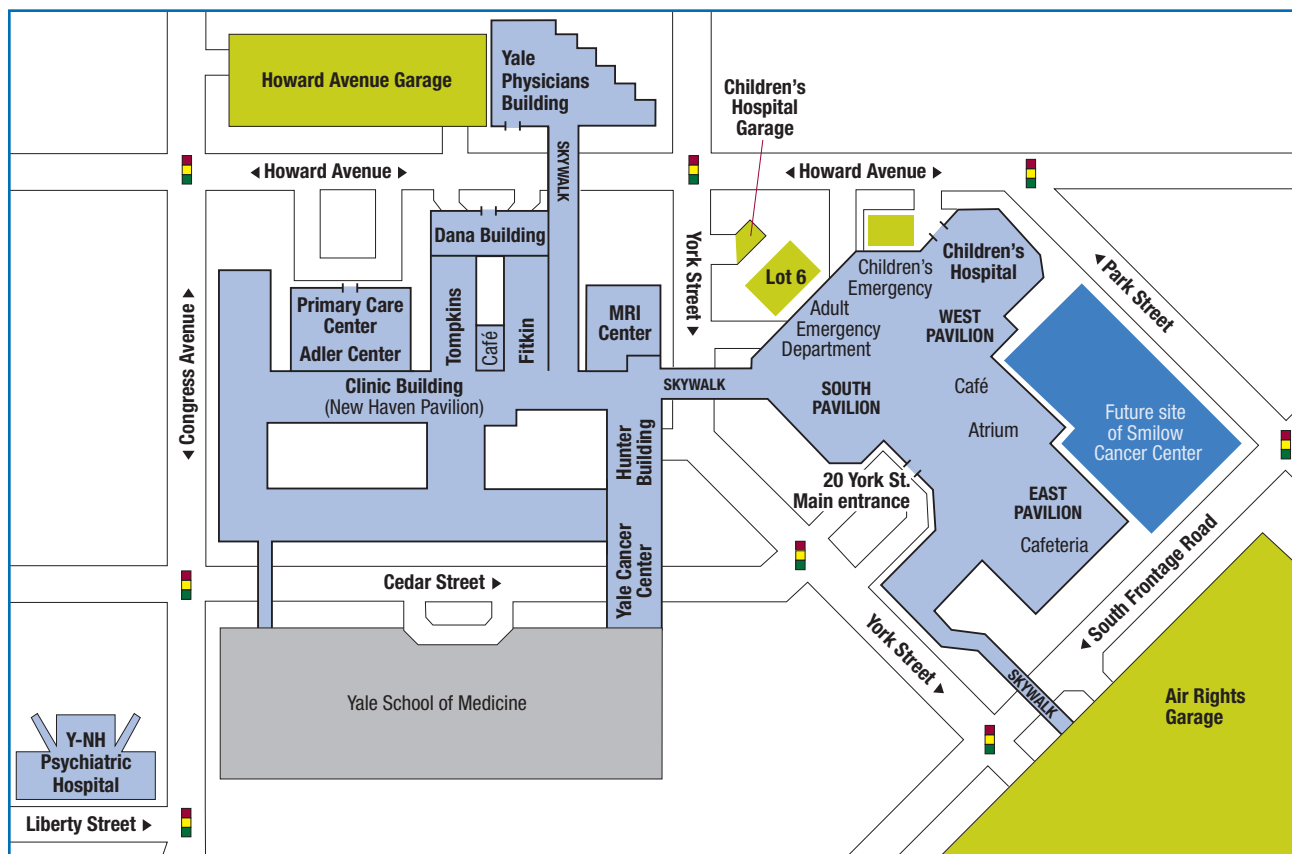 Howard Avenue Garage
Yale
Physicians
Building
Children's
Hospital
Garage
SKYWALK
Howard Avenue
Howard Avenue
Dana Building
York Street
Lot 6
Children's
Emergency
Children's
Hospital
Park Street
Congress Avenue
Primary Care
Center
Adler Center
Tompkins
Café
Fitkin
MRI
Center
Adult
Emergency
Department
WEST
PAVILION
Clinic Building
(New Haven Pavilion)
SKYWALK
SOUTH
PAVILION
Café
Atrium
Future site
of Smilow
Cancer Center
Hunter
Building
20 York St.
Main entrance
EAST
PAVILION
Cafeteria
Cedar Street
Yale Cancer
Center
South Frontage Road
York Street
SKYWALK
Yale School of Medicine
Air Rights
Garage
Y-NH
Psychiatric
Hospital
Liberty Street